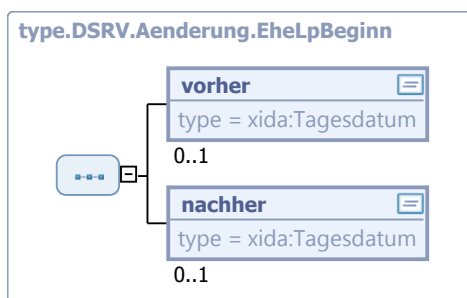 type.DSRV.Aenderung.EheLpBeginn
vorher
type = xida:Tagesdatum
0..1
nachher
type = xida:Tagesdatum
0..1